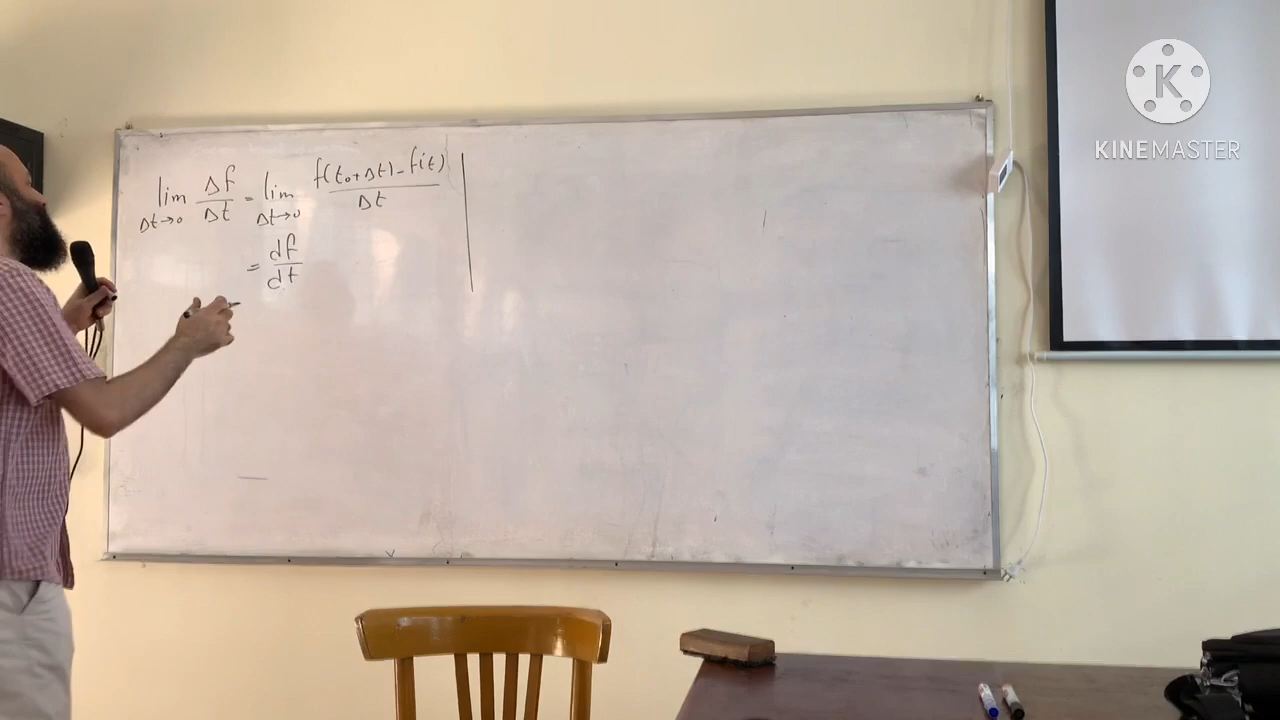 lim Δf/Δt = lim f(t₀+Δt) - f(t)/Δt
Δt→0 Δt→0
= df/dt
K
KINEMASTER